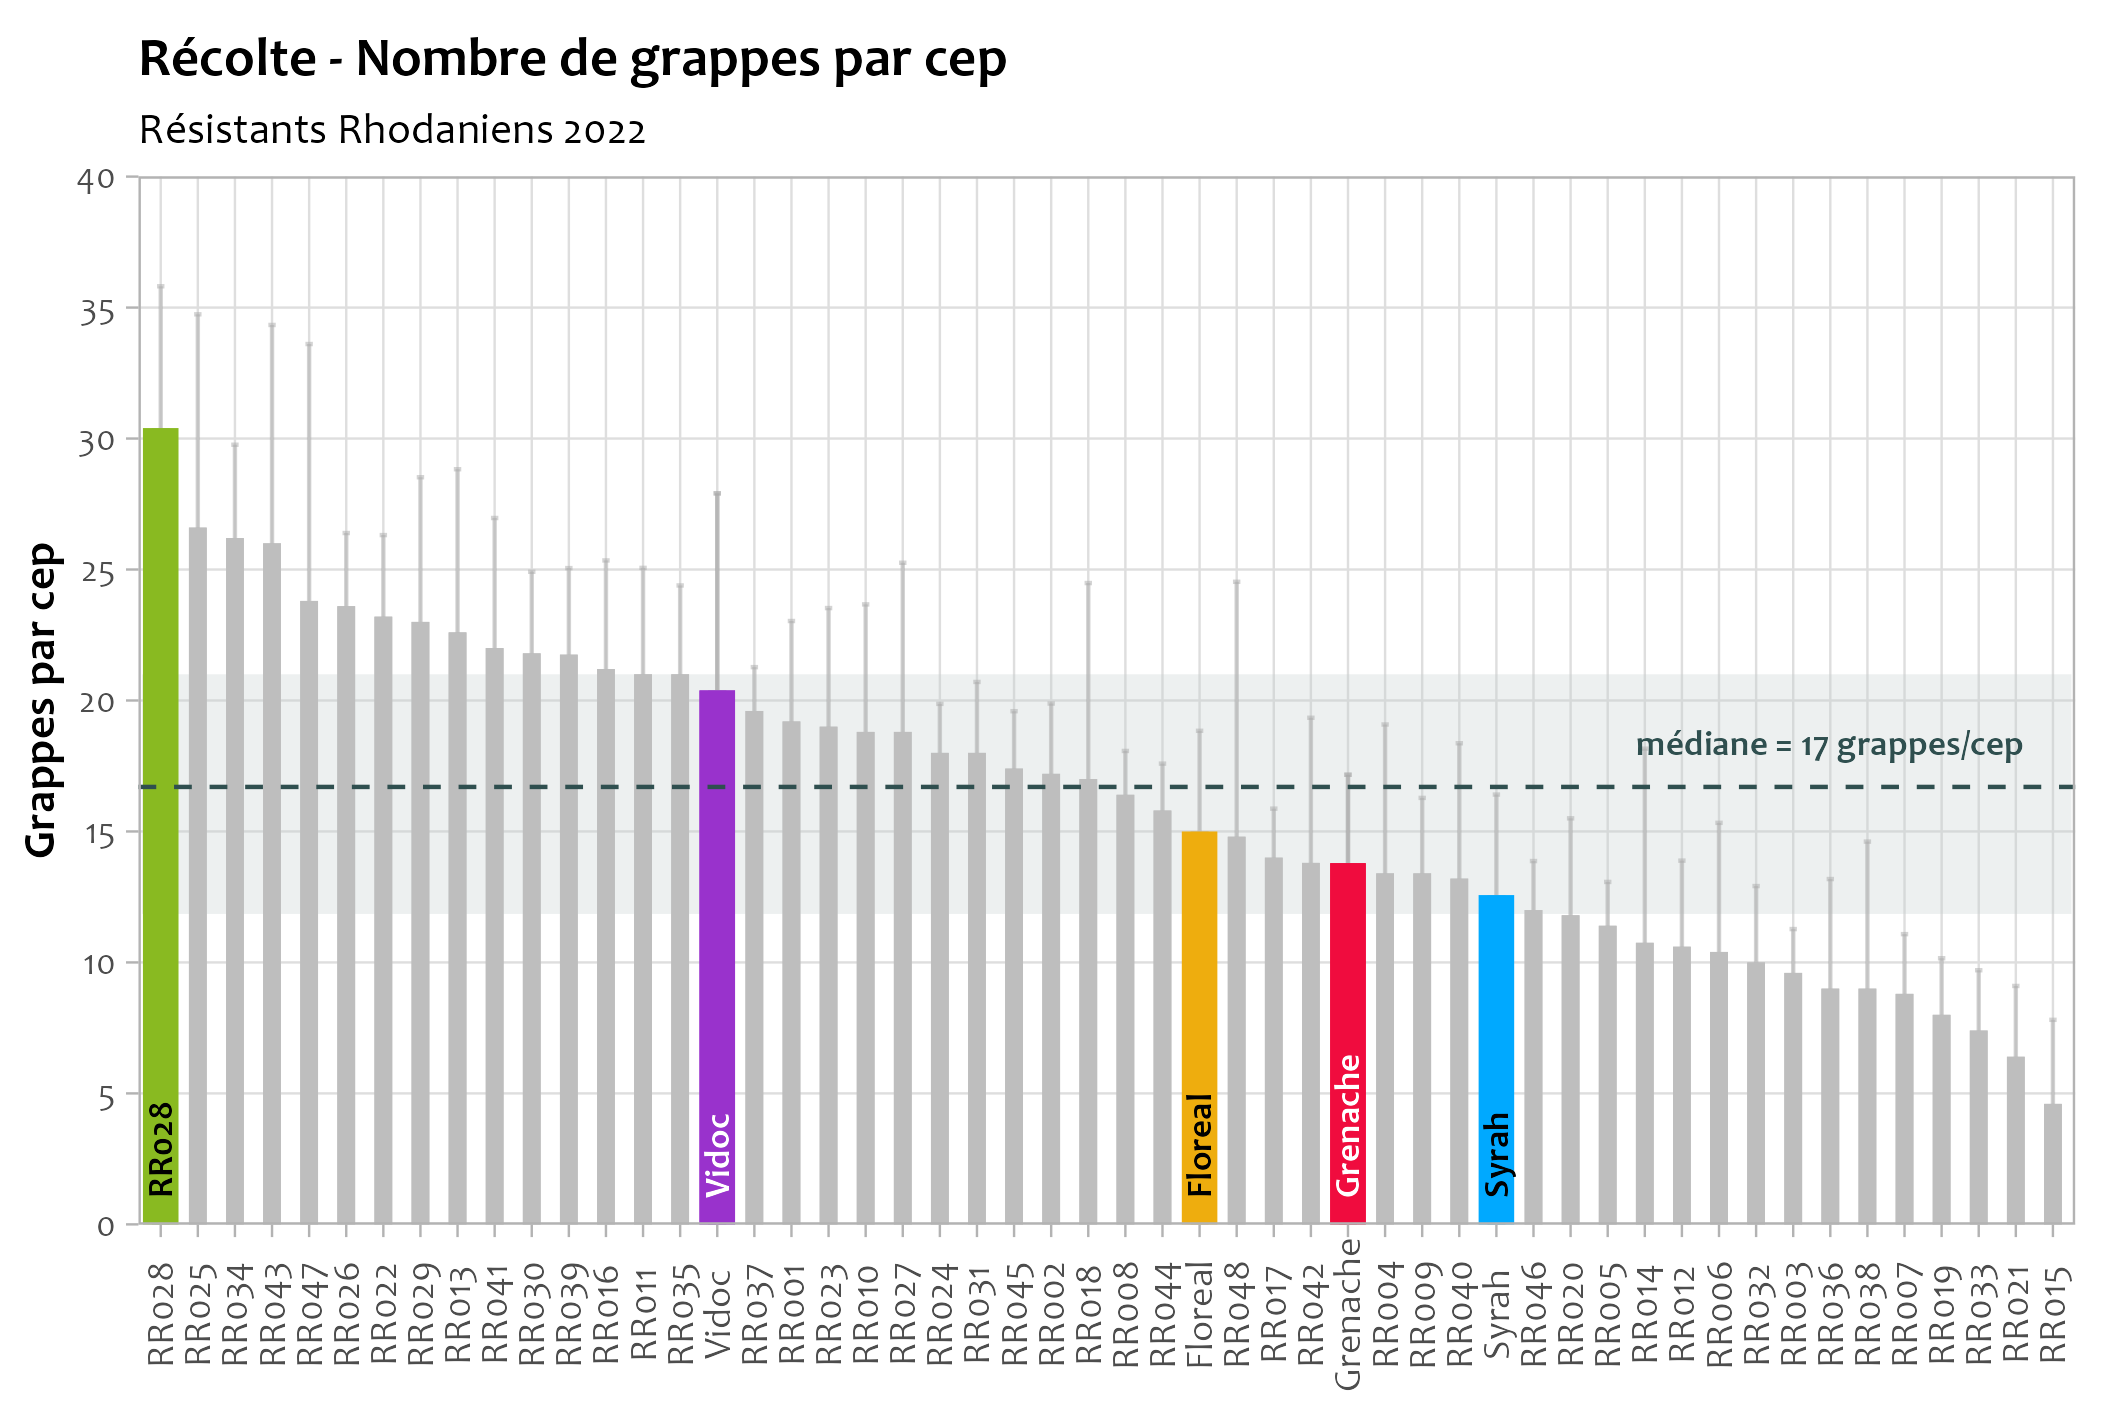 Récolte - Nombre de grappes par cep
Résistants Rhodaniens 2022
Grappes par cep
40
35
30
25
20
15
10
5
0
médiane = 17 grappes/cep
RR028
Vidoc
Floreal
Grenache
Syrah
RR028
RR025
RR034
RR043
RR047
RR026
RR022
RR029
RR013
RR041
RR030
RR039
RR016
RR011
RR035
Vidoc
RR037
RR001
RR023
RR010
RR027
RR024
RR031
RR045
RR002
RR018
RR008
RR044
Floreal
RR048
RR017
RR042
Grenache
RR004
RR009
RR040
Syrah
RR046
RR020
RR005
RR014
RR012
RR006
RR032
RR003
RR036
RR038
RR007
RR019
RR033
RR021
RR015